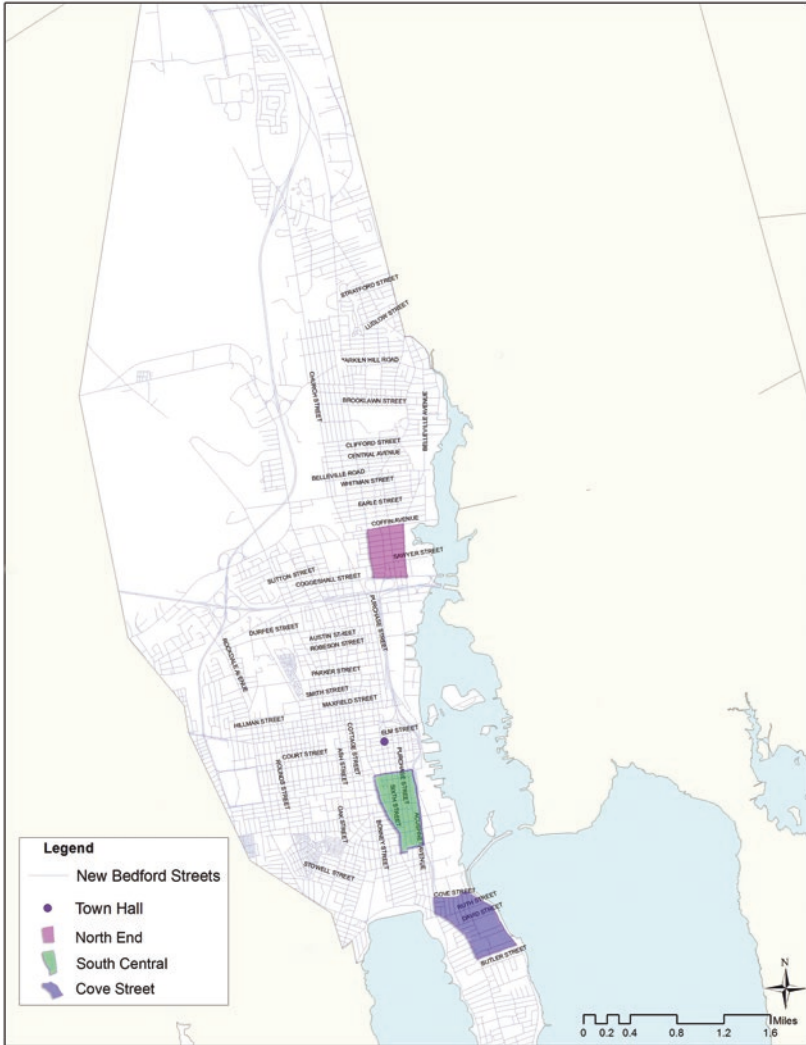 STRATFORD STREET
LUDLOW STREET
TARKILN HILL ROAD
CHURCH STREET
BROOKLAWN STREET
BELLEVILLE AVENUE
CLIFFORD STREET
CENTRAL AVENUE
BELLEVILLE ROAD
WHITMAN STREET
EARLE STREET
COFFIN AVENUE
SAWYER STREET
SUTTON STREET
COGGESHALL STREET
PURCHASE STREET
DURFEE STREET
AUSTIN STREET
ROBESON STREET
ROCKDALE AVENUE
PARKER STREET
SMITH STREET
MAXFIELD STREET
HILLMAN STREET
COTTAGE STREET
ELM STREET
COURT STREET
ASH STREET
PURCHASE STREET
ROUNDS STREET
SIXTH STREET
OAK STREET
BONNEY STREET
AVENUE
STOWELL STREET
COVE STREET
RUTH STREET
DAVID STREET
BUTLER STREET
Legend
New Bedford Streets
Town Hall
North End
South Central
Cove Street
N
Miles
0 0.2 0.4 0.8 1.2 1.6